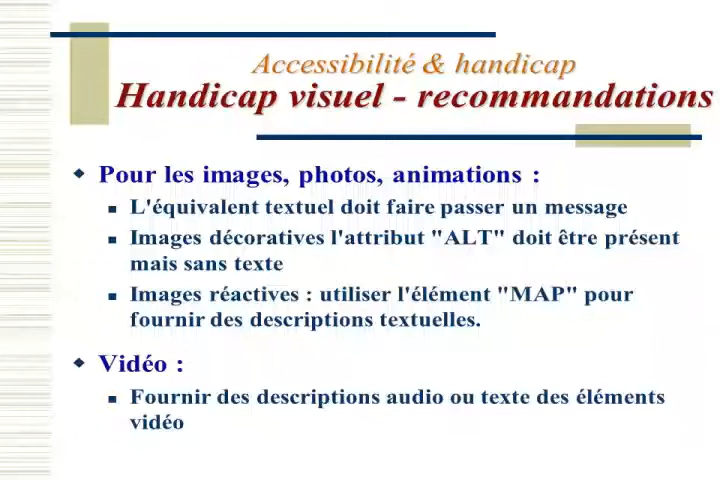 Accessibilité & handicap
Handicap visuel - recommandations
Pour les images, photos, animations :
L'équivalent textuel doit faire passer un message
Images décoratives l'attribut "ALT" doit être présent
mais sans texte
Images réactives : utiliser l'élément "MAP" pour
fournir des descriptions textuelles.
Vidéo :
Fournir des descriptions audio ou texte des éléments
vidéo